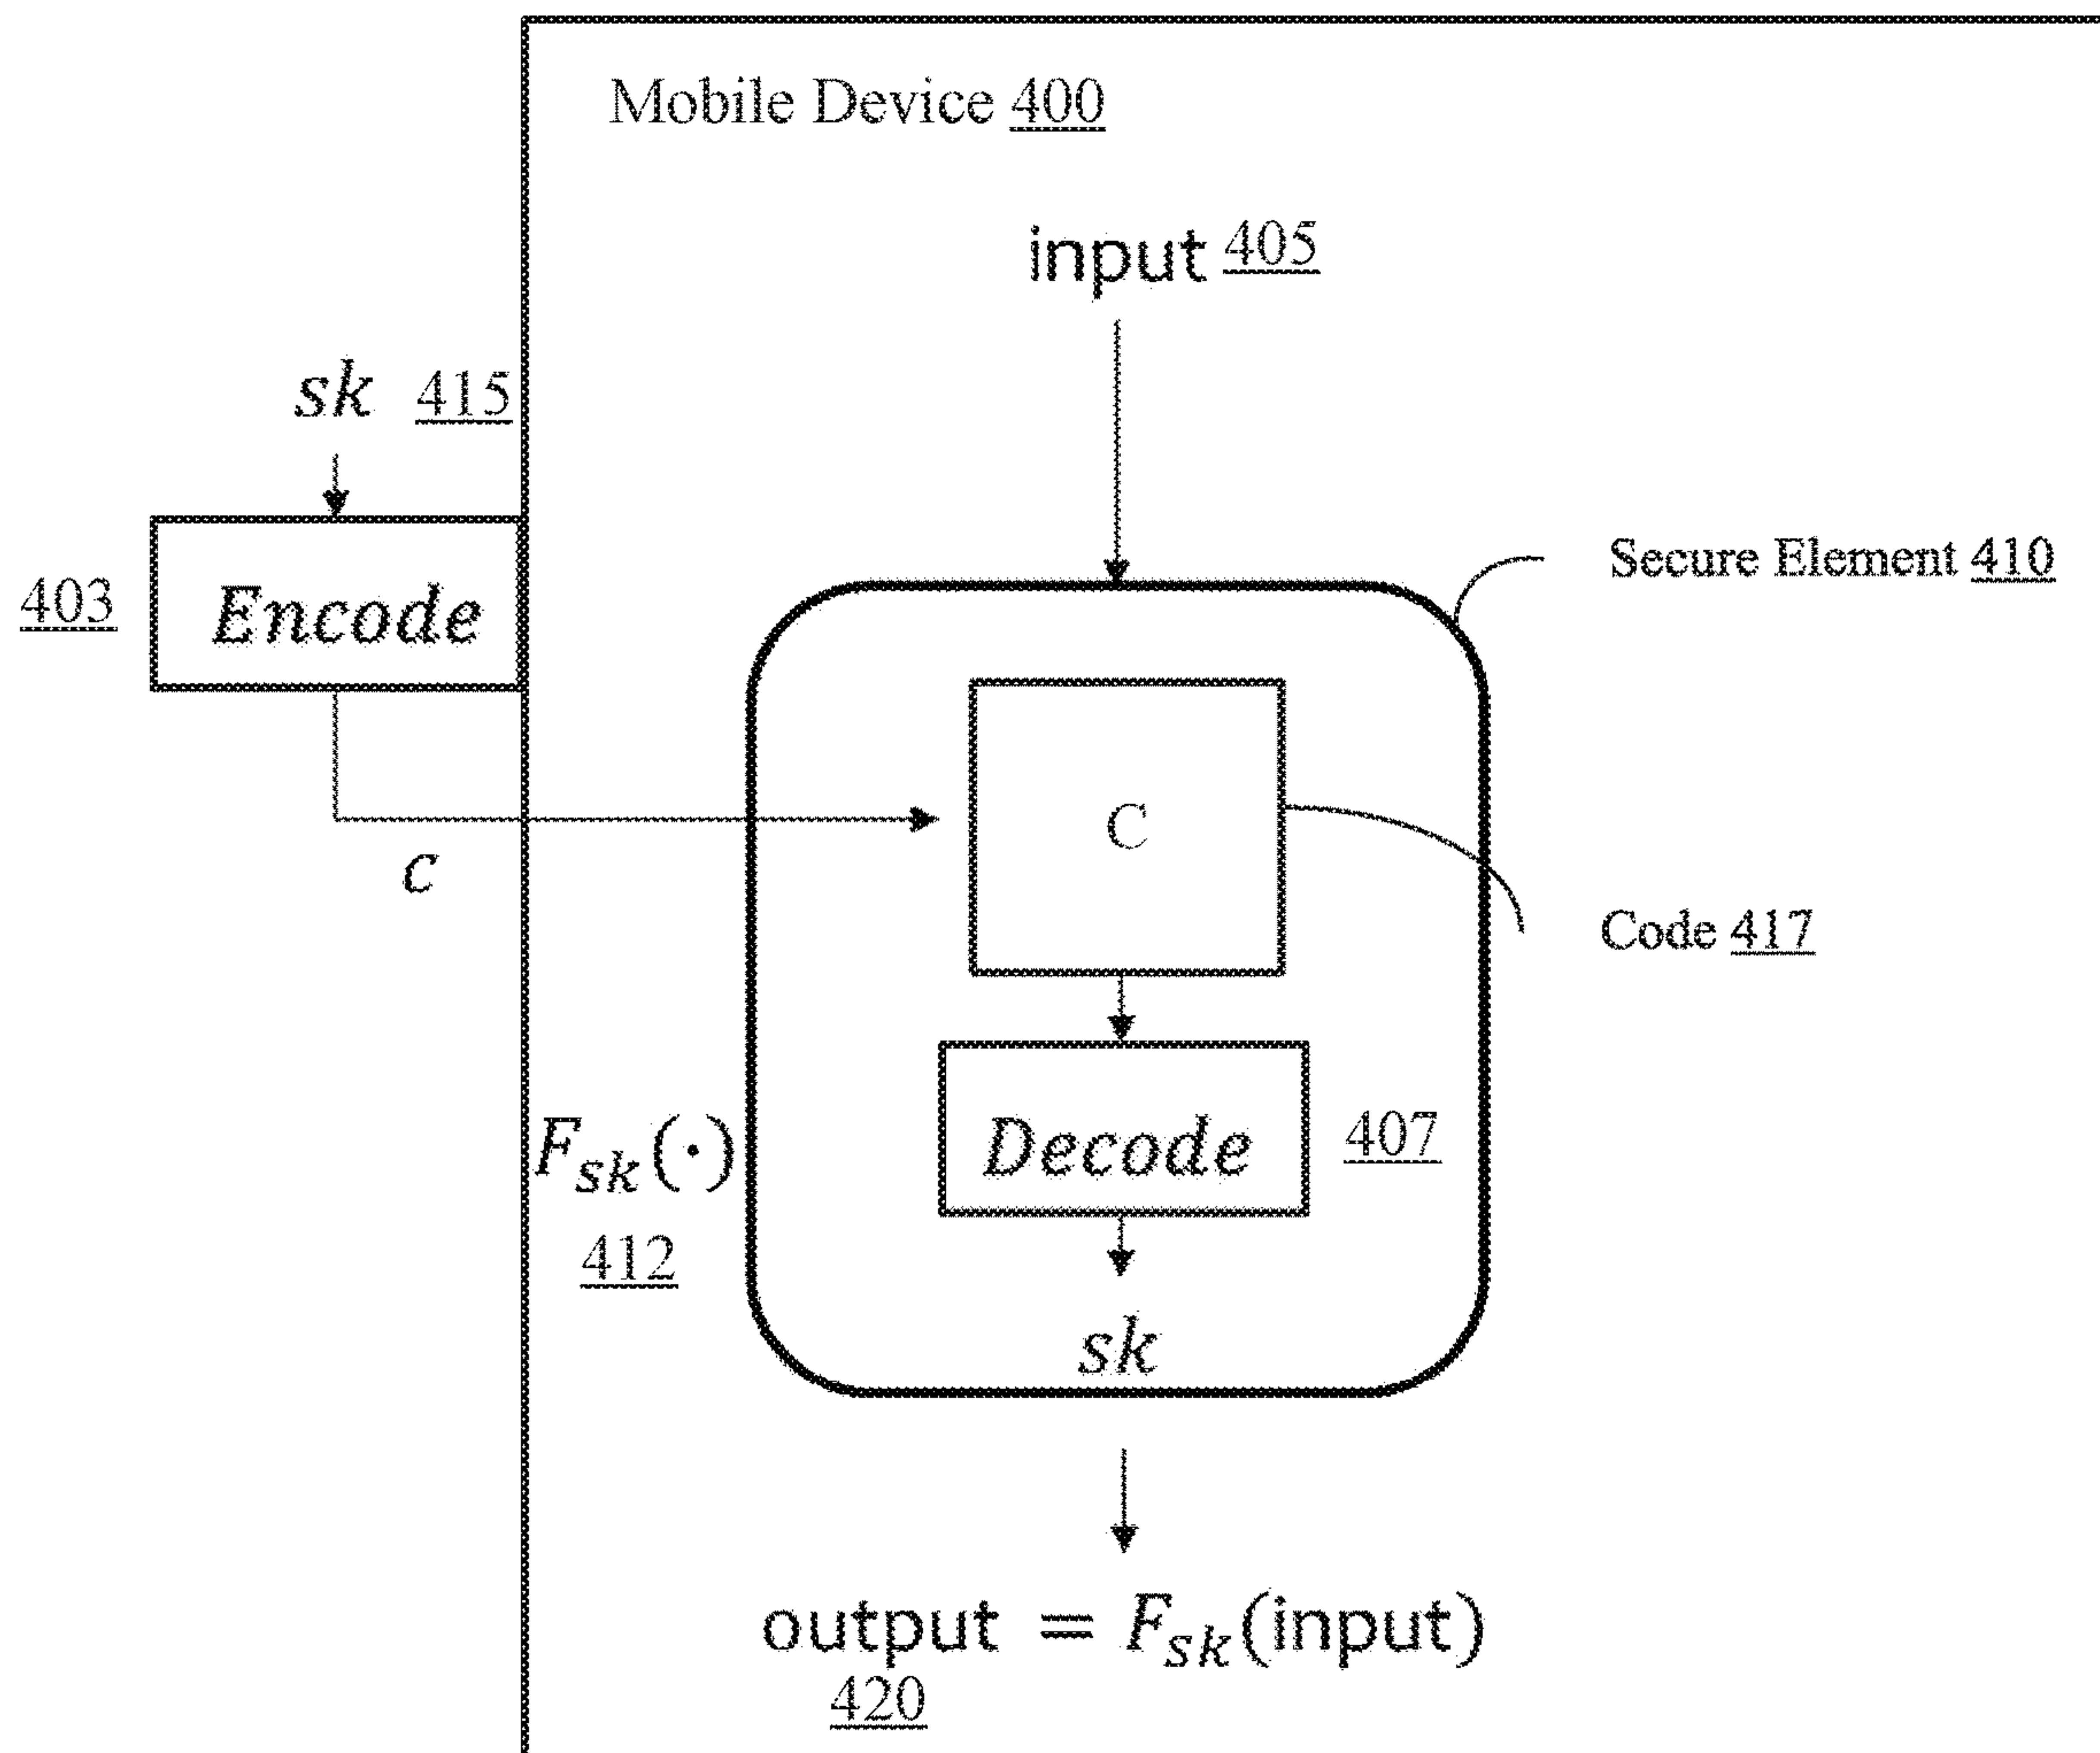 Mobile Device 400
input 405
sk 415
Secure Element 410
403
Encode
C
c
Code 417
F_sk(·)
412
Decode
407
sk
output = F_sk(input)
420